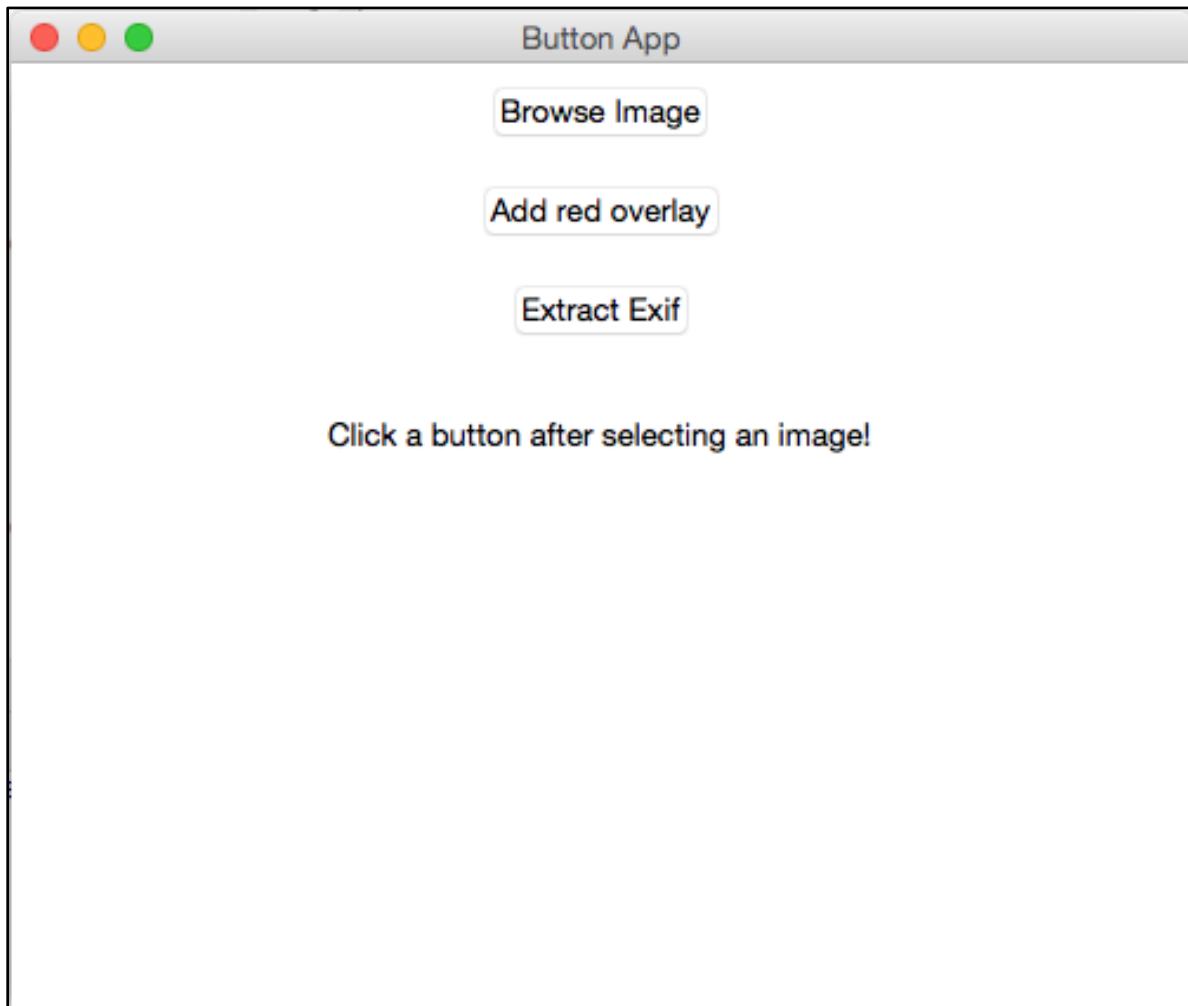 Button App
Browse Image
Add red overlay
Extract Exif
Click a button after selecting an image!